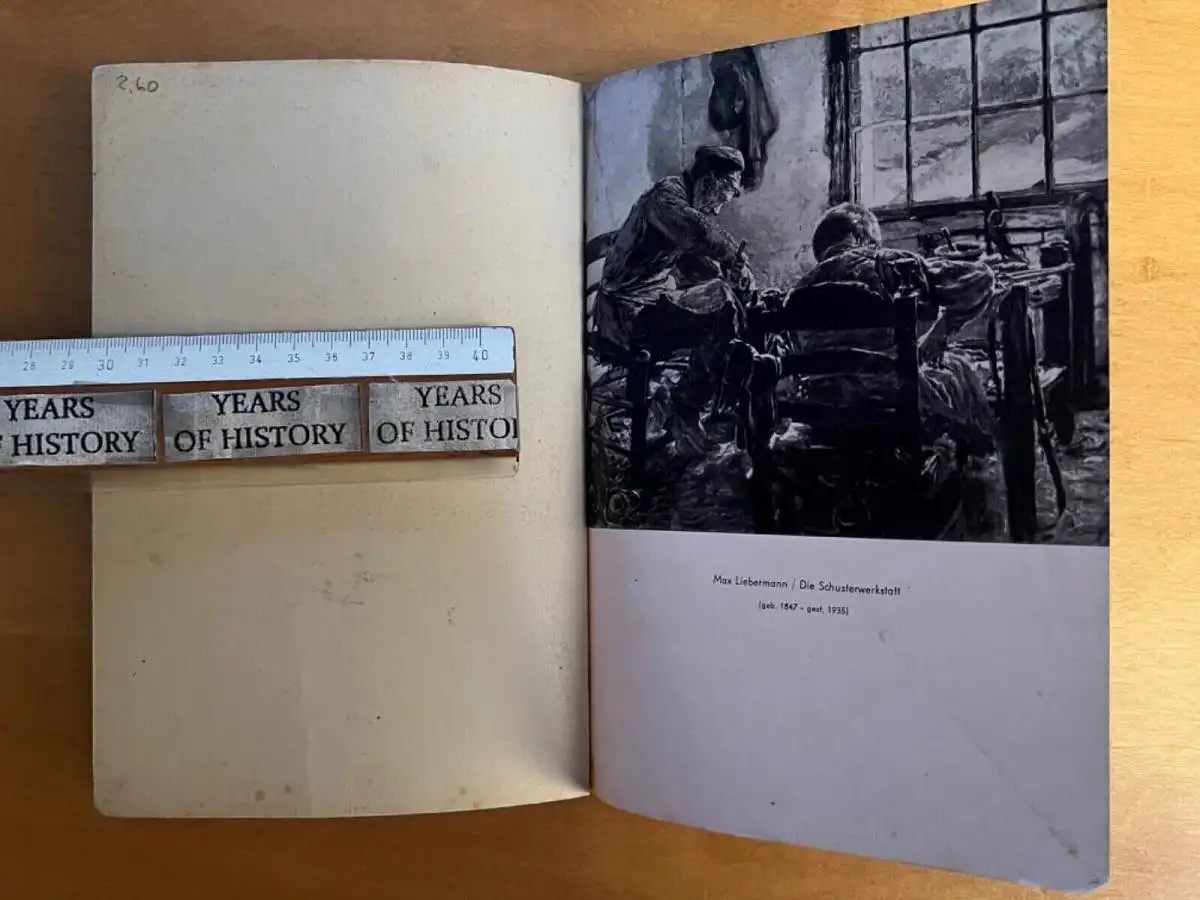 2,60
28 29 30 31 32 33 34 35 36 37 38 39 40
YEARS
F HISTORY
YEARS
OF HISTORY
YEARS
OF HISTO
Max Liebermann / Die Schusterwerkstatt
(geb. 1847 - gest. 1935)